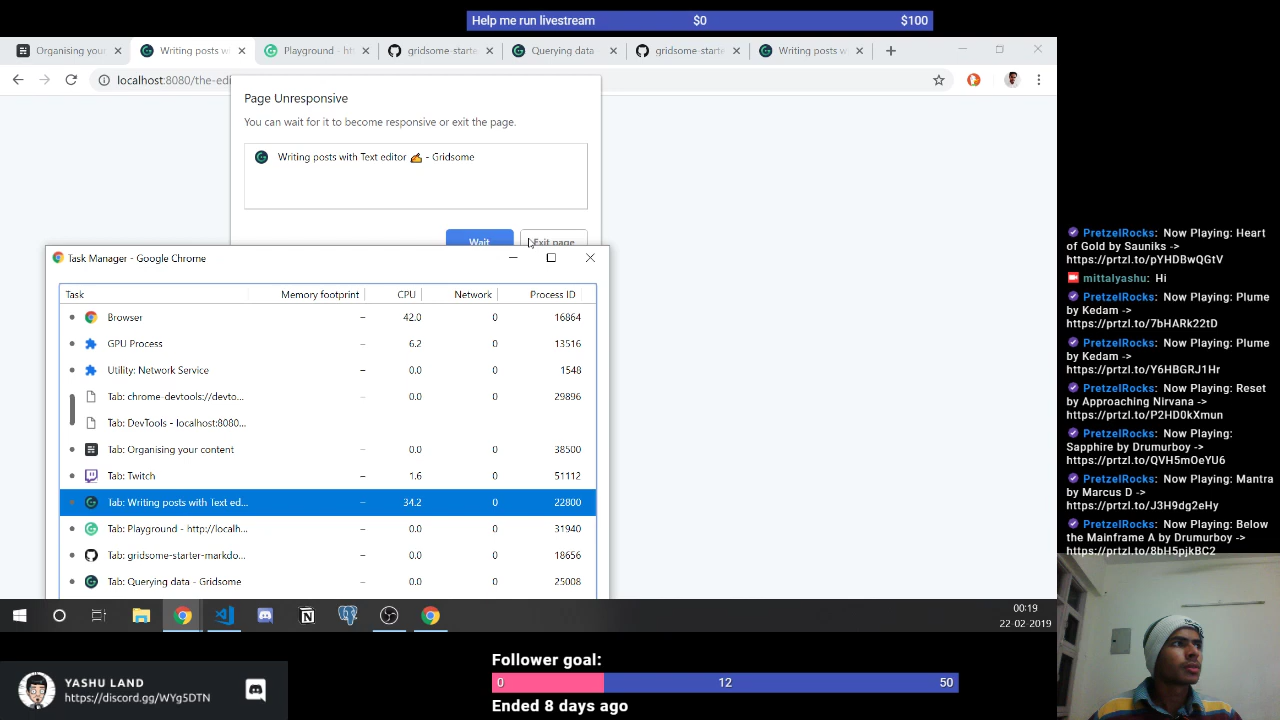 Help me run livestream $0 $100
Organising your
Writing posts w
Playground - htt
gridsome-starte
Querying data
gridsome-starte
Writing posts w
localhost:8080/the-edi
Page Unresponsive
You can wait for it to become responsive or exit the page.
Writing posts with Text editor ✍ - Gridsome
Wait
Exit page
Task Manager - Google Chrome
Task Memory footprint CPU Network Process ID
Browser – 42.0 0 16864
GPU Process – 6.2 0 13516
Utility: Network Service – 0.0 0 1548
Tab: chrome-devtools://devto... – 0.0 0 29896
Tab: DevTools - localhost:8080...
Tab: Organising your content – 0.0 0 38500
Tab: Twitch – 1.6 0 51112
Tab: Writing posts with Text ed... – 34.2 0 22800
Tab: Playground - http://localh... – 0.0 0 31940
Tab: gridsome-starter-markdo... – 0.0 0 18656
Tab: Querying data - Gridsome – 0.0 0 25008
00:19
22-02-2019
PretzelRocks: Now Playing: Heart
of Gold by Sauniks ->
https://prtzl.to/pYHDBwQGtV
mittalyashu: Hi
PretzelRocks: Now Playing: Plume
by Kedam ->
https://prtzl.to/7bHARk22tD
PretzelRocks: Now Playing: Plume
by Kedam ->
https://prtzl.to/Y6HBGRJ1Hr
PretzelRocks: Now Playing: Reset
by Approaching Nirvana ->
https://prtzl.to/P2HD0kXmun
PretzelRocks: Now Playing:
Sapphire by Drumurboy ->
https://prtzl.to/QVH5mOeYU6
PretzelRocks: Now Playing: Mantra
by Marcus D ->
https://prtzl.to/J3H9dg2eHy
PretzelRocks: Now Playing: Below
the Mainframe A by Drumurboy ->
https://prtzl.to/8bH5pjkBC2
YASHU LAND
https://discord.gg/WYg5DTN
Follower goal:
0 12 50
Ended 8 days ago